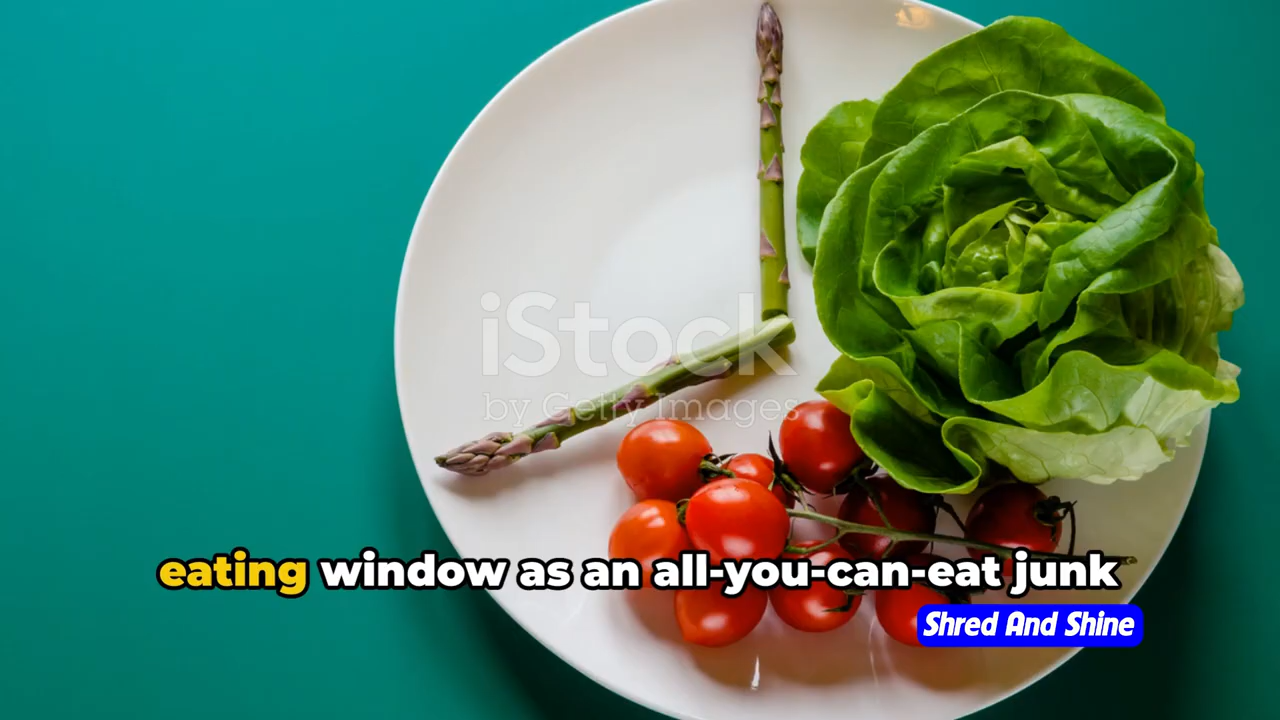 iStock
by Getty Images
eating window as an all-you-can-eat junk
Shred And Shine